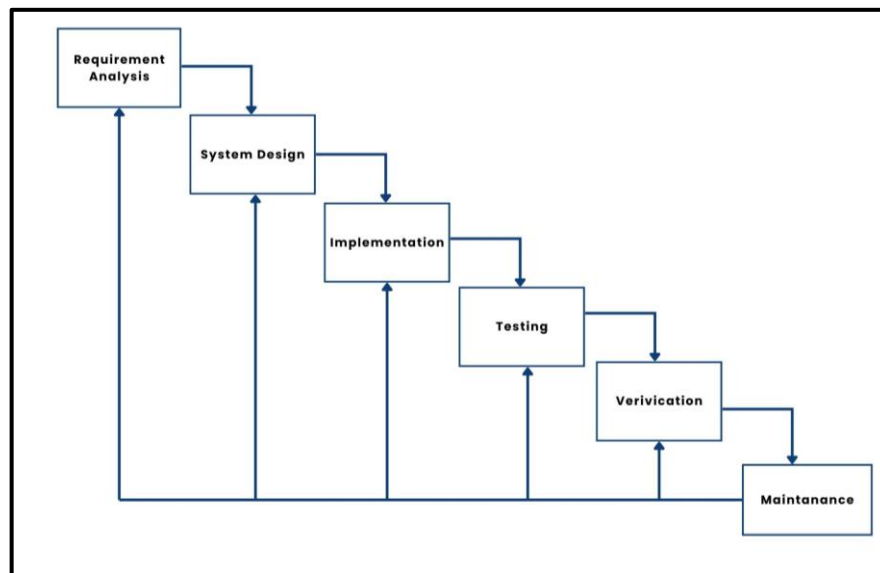 Requirement
Analysis
System Design
Implementation
Testing
Verivication
Maintanance